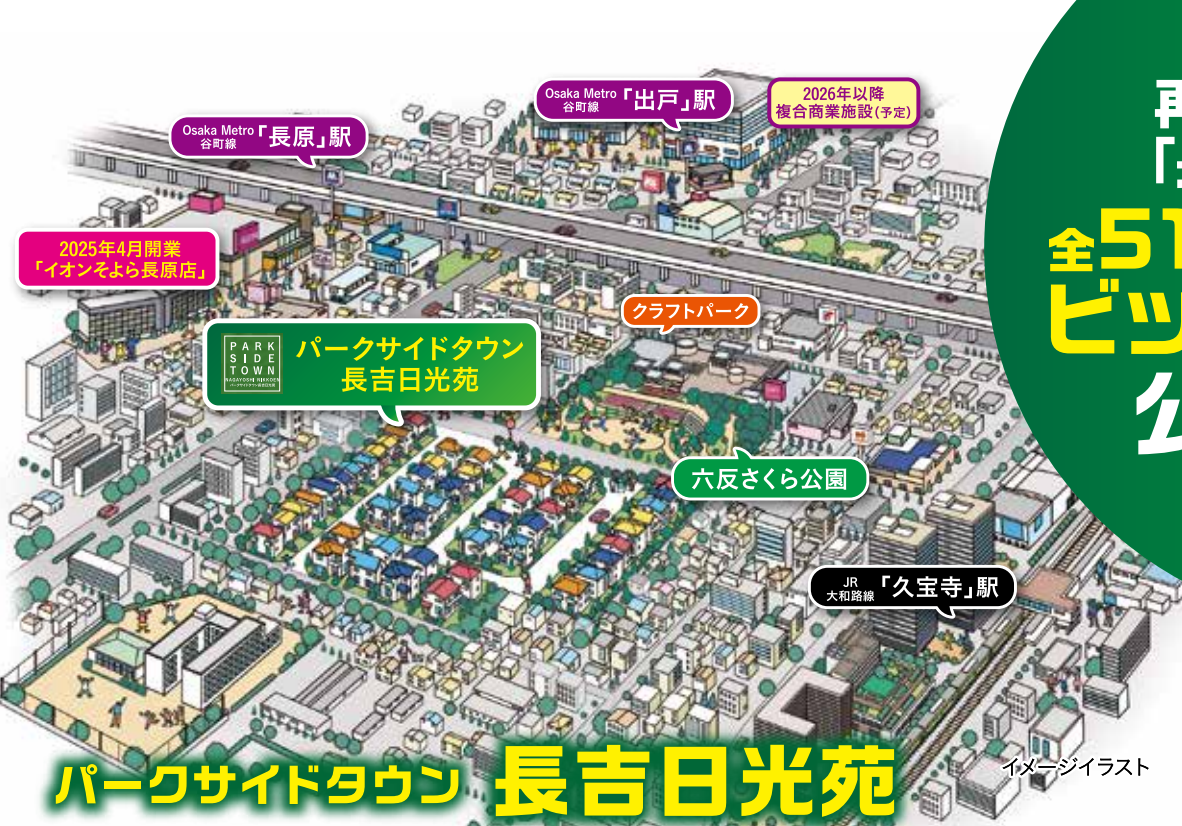 Osaka Metro
谷町線
「出戸」駅
2026年以降
複合商業施設(予定)
Osaka Metro
谷町線
「長原」駅
2025年4月開業
「イオンそよら長原店」
全51
ビッ
クラフトパーク
PARK
SIDE
TOWN
パークサイドタウン
長吉日光苑
六反さくら公園
JR
大和路線
「久宝寺」駅
パークサイドタウン 長吉日光苑
イメージイラスト